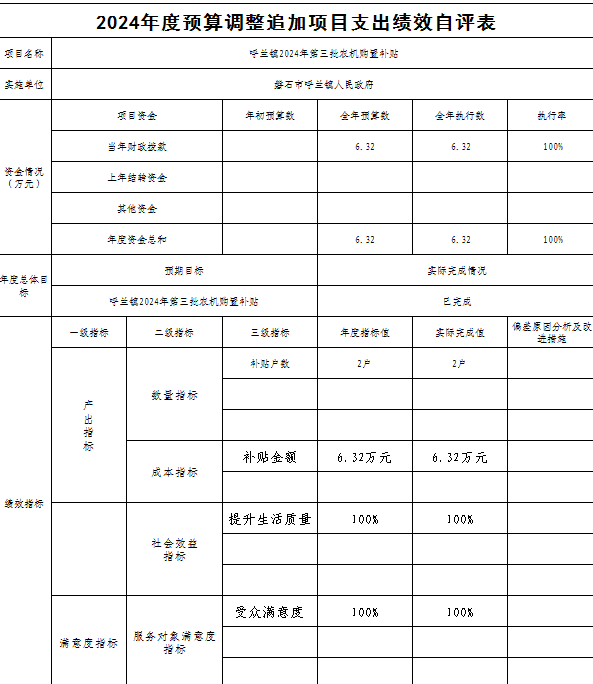 2024年度预算调整追加项目支出绩效自评表
项目名称 呼兰镇2024年第三批农机购置补贴
实施单位 磐石市呼兰镇人民政府
资金情况（万元） 项目资金 年初预算数 全年预算数 全年执行数 执行率
当年财政拨款 6.32 6.32 100%
上年结转资金
其他资金
年度资金总和 6.32 6.32 100%
年度总体目标 预期目标 实际完成情况
呼兰镇2024年第三批农机购置补贴 已完成
绩效指标 一级指标 二级指标 三级指标 年度指标值 实际完成值 偏差原因分析及改进措施
产出指标 数量指标 补贴户数 2户 2户
成本指标 补贴金额 6.32万元 6.32万元
社会效益指标 提升生活质量 100% 100%
满意度指标 服务对象满意度指标 受众满意度 100% 100%